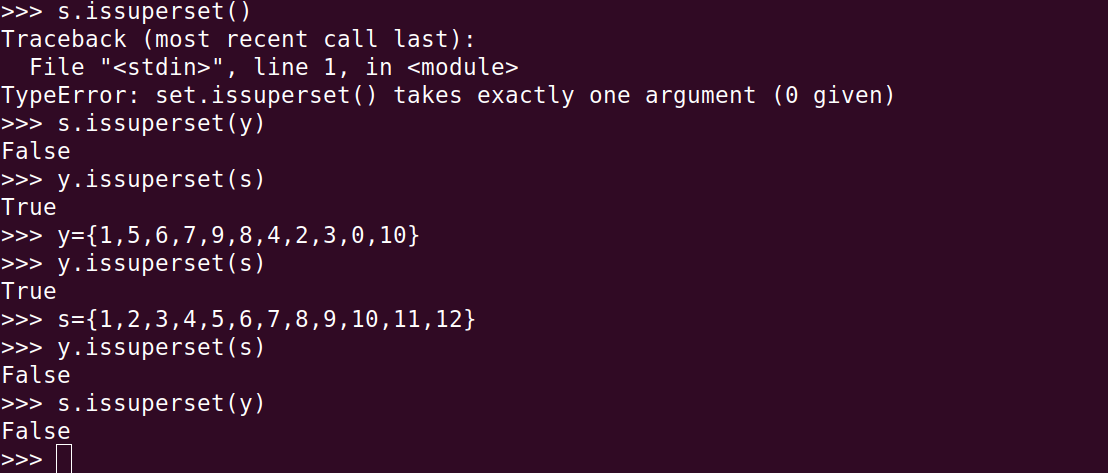 >>> s.issuperset()
Traceback (most recent call last):
  File "<stdin>", line 1, in <module>
TypeError: set.issuperset() takes exactly one argument (0 given)
>>> s.issuperset(y)
False
>>> y.issuperset(s)
True
>>> y={1,5,6,7,9,8,4,2,3,0,10}
>>> y.issuperset(s)
True
>>> s={1,2,3,4,5,6,7,8,9,10,11,12}
>>> y.issuperset(s)
False
>>> s.issuperset(y)
False
>>>